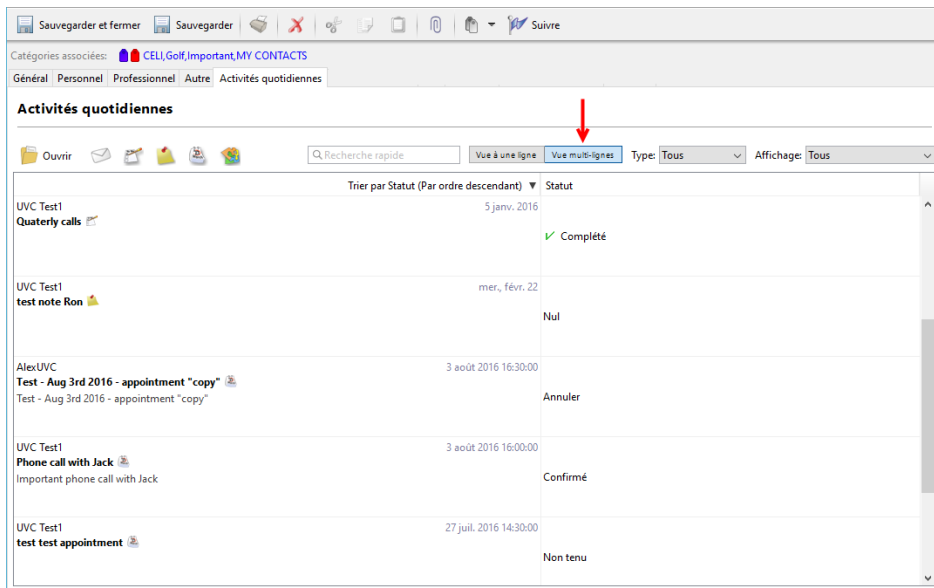 Sauvegarder et fermer Sauvegarder Suivre
Catégories associées: CELI,Golf,Important,MY CONTACTS
Général Personnel Professionnel Autre Activités quotidiennes
Activités quotidiennes
Ouvrir Recherche rapide Vue à une ligne Vue multi-lignes Type: Tous Affichage: Tous
Trier par Statut (Par ordre descendant) ▼ Statut
UVC Test1 5 janv. 2016
Quaterly calls
Complété
UVC Test1 mer., févr. 22
test note Ron
Nul
AlexUVC 3 août 2016 16:30:00
Test - Aug 3rd 2016 - appointment "copy"
Test - Aug 3rd 2016 - appointment "copy"
Annuler
UVC Test1 3 août 2016 16:00:00
Phone call with Jack
Important phone call with Jack
Confirmé
UVC Test1 27 juil. 2016 14:30:00
test test appointment
Non tenu